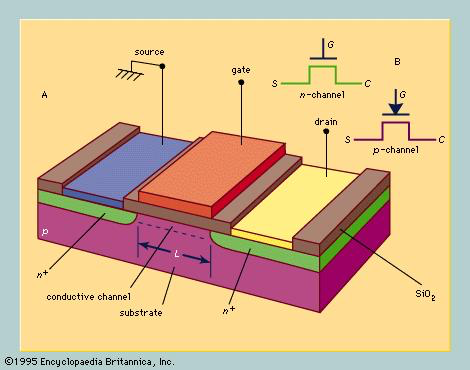 source
G
gate
B
A
S
C
n-channel
G
drain
S
C
p-channel
p
L
n+
conductive channel
substrate
n+
SiO2
©1995 Encyclopaedia Britannica, Inc.